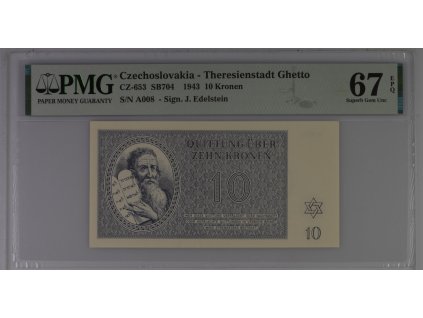 PMG
PAPER MONEY GUARANTY
Czechoslovakia - Theresienstadt Ghetto
CZ-653 SB704 1943 10 Kronen
S/N A008 - Sign. J. Edelstein
67 EPQ
Superb Gem Unc
QUITTUNG ÜBER
ZEHN KRONEN
10
10